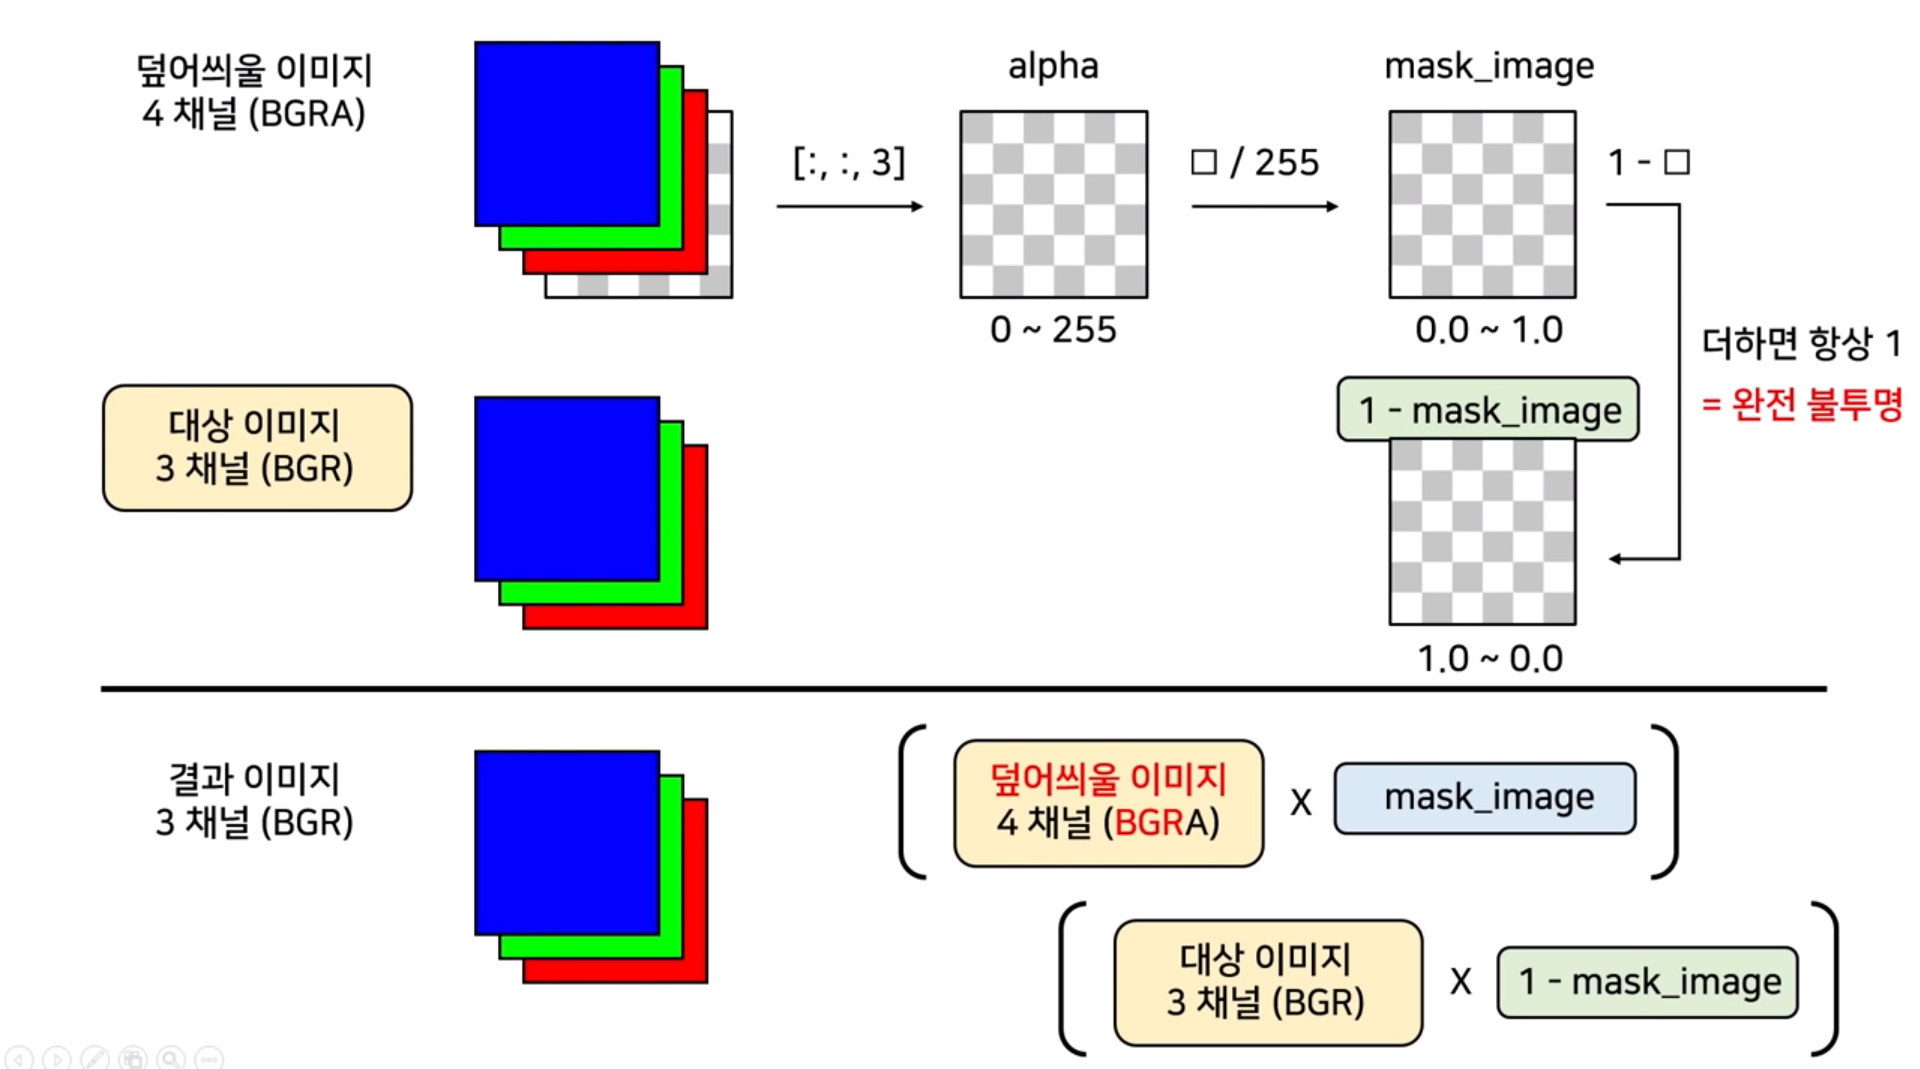 덮어씌울 이미지
4 채널 (BGRA)
[:, :, 3]
alpha
0 ~ 255
□ / 255
mask_image
0.0 ~ 1.0
1 - □
더하면 항상 1
= 완전 불투명
대상 이미지
3 채널 (BGR)
1 - mask_image
1.0 ~ 0.0
결과 이미지
3 채널 (BGR)
덮어씌울 이미지
4 채널 (BGRA)
X
mask_image
대상 이미지
3 채널 (BGR)
X
1 - mask_image